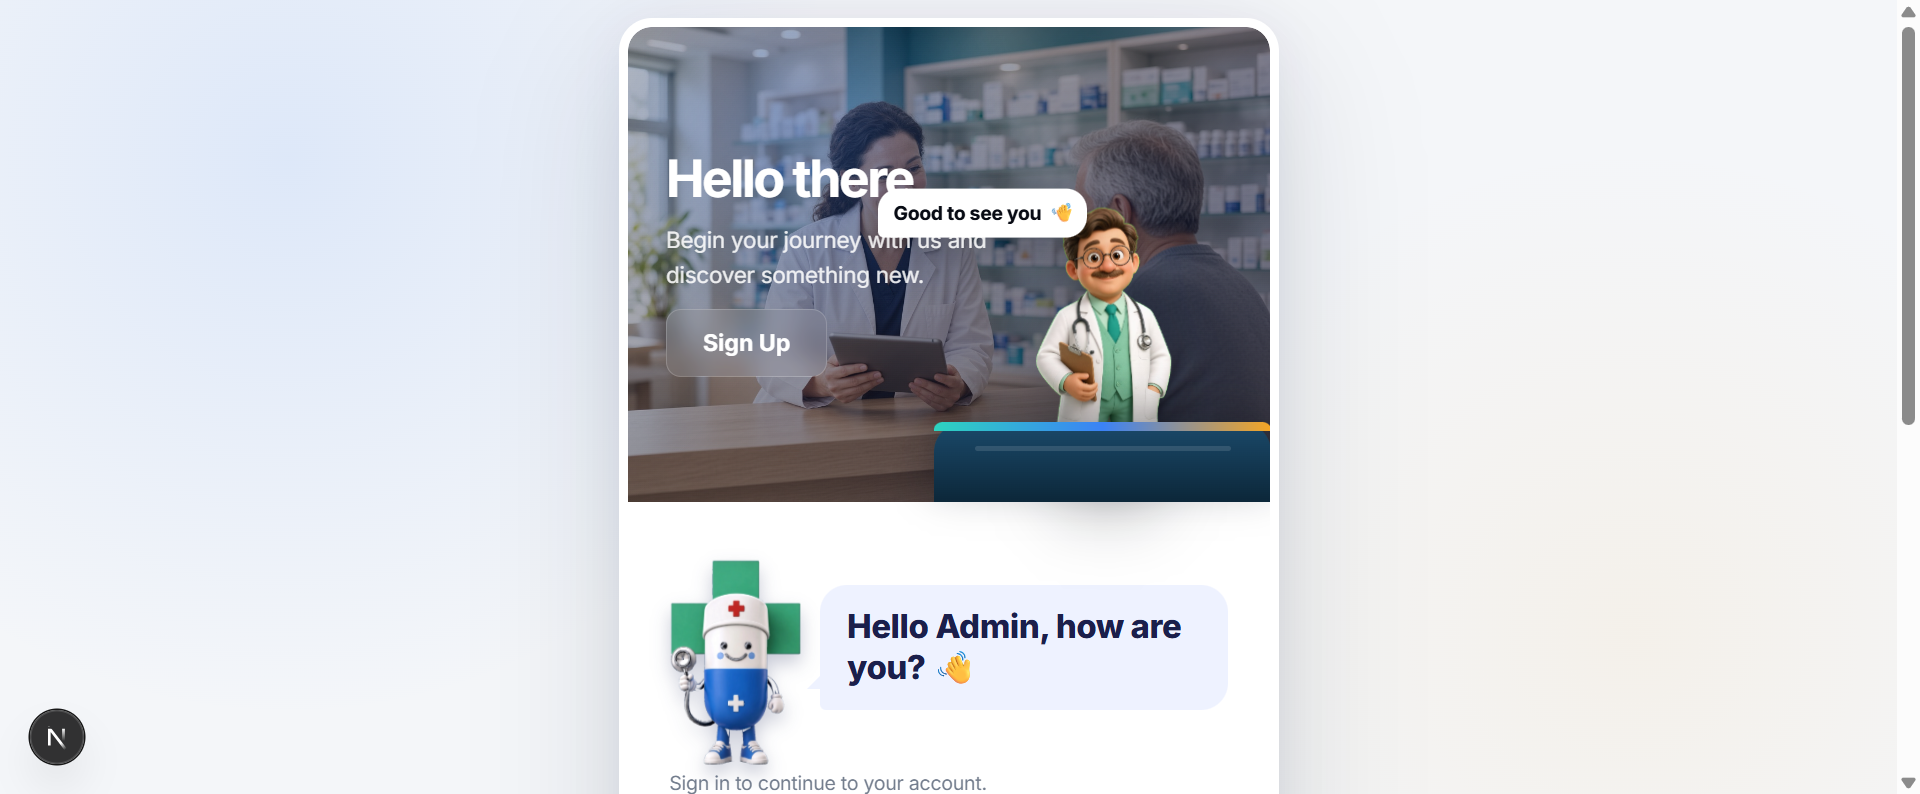 Hello there
Good to see you 👋
Begin your journey with us and
discover something new.
Sign Up
Hello Admin, how are
you? 👋
N
Sign in to continue to your account.